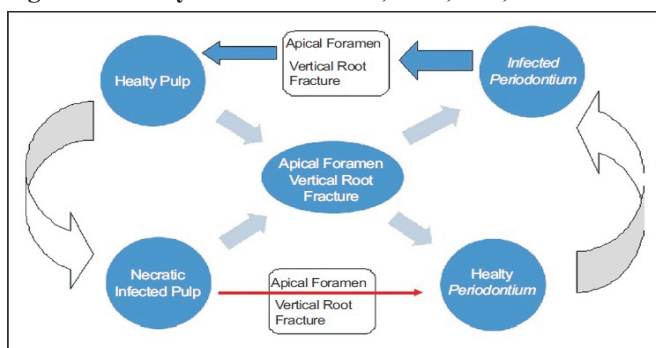 Apical Foramen
Vertical Root
Fracture
Healty Pulp
Infected
Periodontium
Apical Foramen
Vertical Root
Fracture
Necratic
Infected Pulp
Apical Foramen
Vertical Root
Fracture
Healty
Periodontium